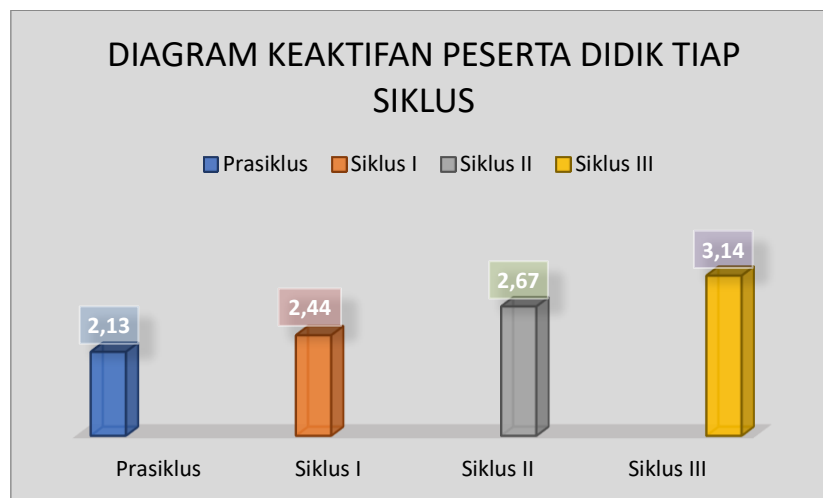 DIAGRAM KEAKTIFAN PESERTA DIDIK TIAP
SIKLUS
Prasiklus Siklus I Siklus II Siklus III
2,13
2,44
2,67
3,14
Prasiklus Siklus I Siklus II Siklus III